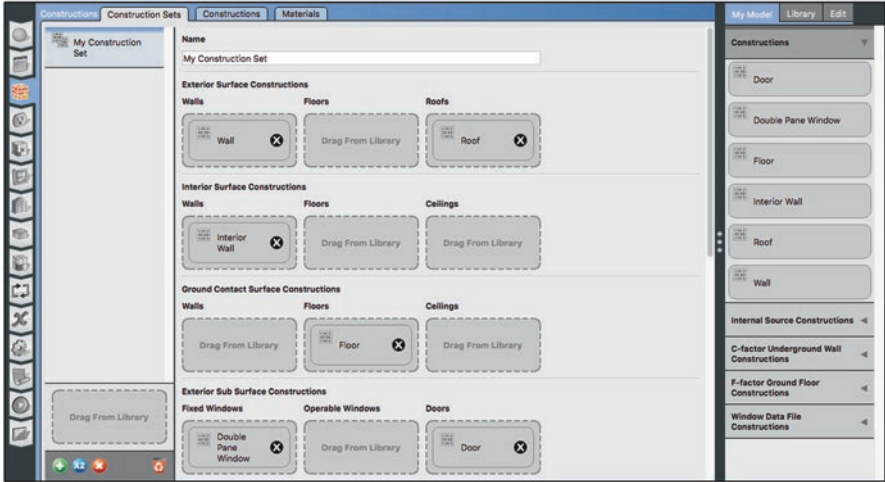 Constructions
Construction Sets
Constructions
Materials
My Model
Library
Edit
My Construction
Set
Name
My Construction Set
Exterior Surface Constructions
Walls
Floors
Roofs
Wall
Drag From Library
Roof
Interior Surface Constructions
Walls
Floors
Ceilings
Interior
Wall
Drag From Library
Drag From Library
Ground Contact Surface Constructions
Walls
Floors
Ceilings
Drag From Library
Floor
Drag From Library
Exterior Sub Surface Constructions
Fixed Windows
Operable Windows
Doors
Double
Pane
Window
Drag From Library
Door
Drag From Library
X2
Constructions
Door
Double Pane Window
Floor
Interior Wall
Roof
Wall
Internal Source Constructions
C-factor Underground Wall
Constructions
F-factor Ground Floor
Constructions
Window Data File
Constructions